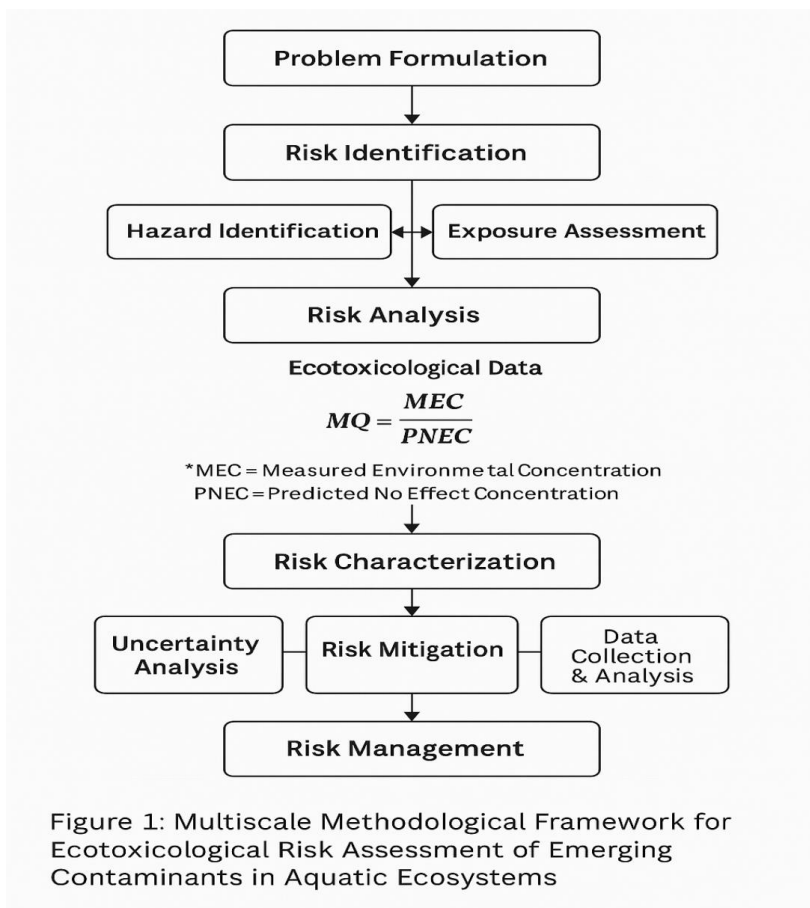 Problem Formulation
Risk Identification
Hazard Identification
Exposure Assessment
Risk Analysis
Ecotoxicological Data
MQ = MEC / PNEC
*MEC = Measured Environmetal Concentration
PNEC = Predicted No Effect Concentration
Risk Characterization
Uncertainty
Analysis
Risk Mitigation
Data
Collection
& Analysis
Risk Management
Figure 1: Multiscale Methodological Framework for
Ecotoxicological Risk Assessment of Emerging
Contaminants in Aquatic Ecosystems